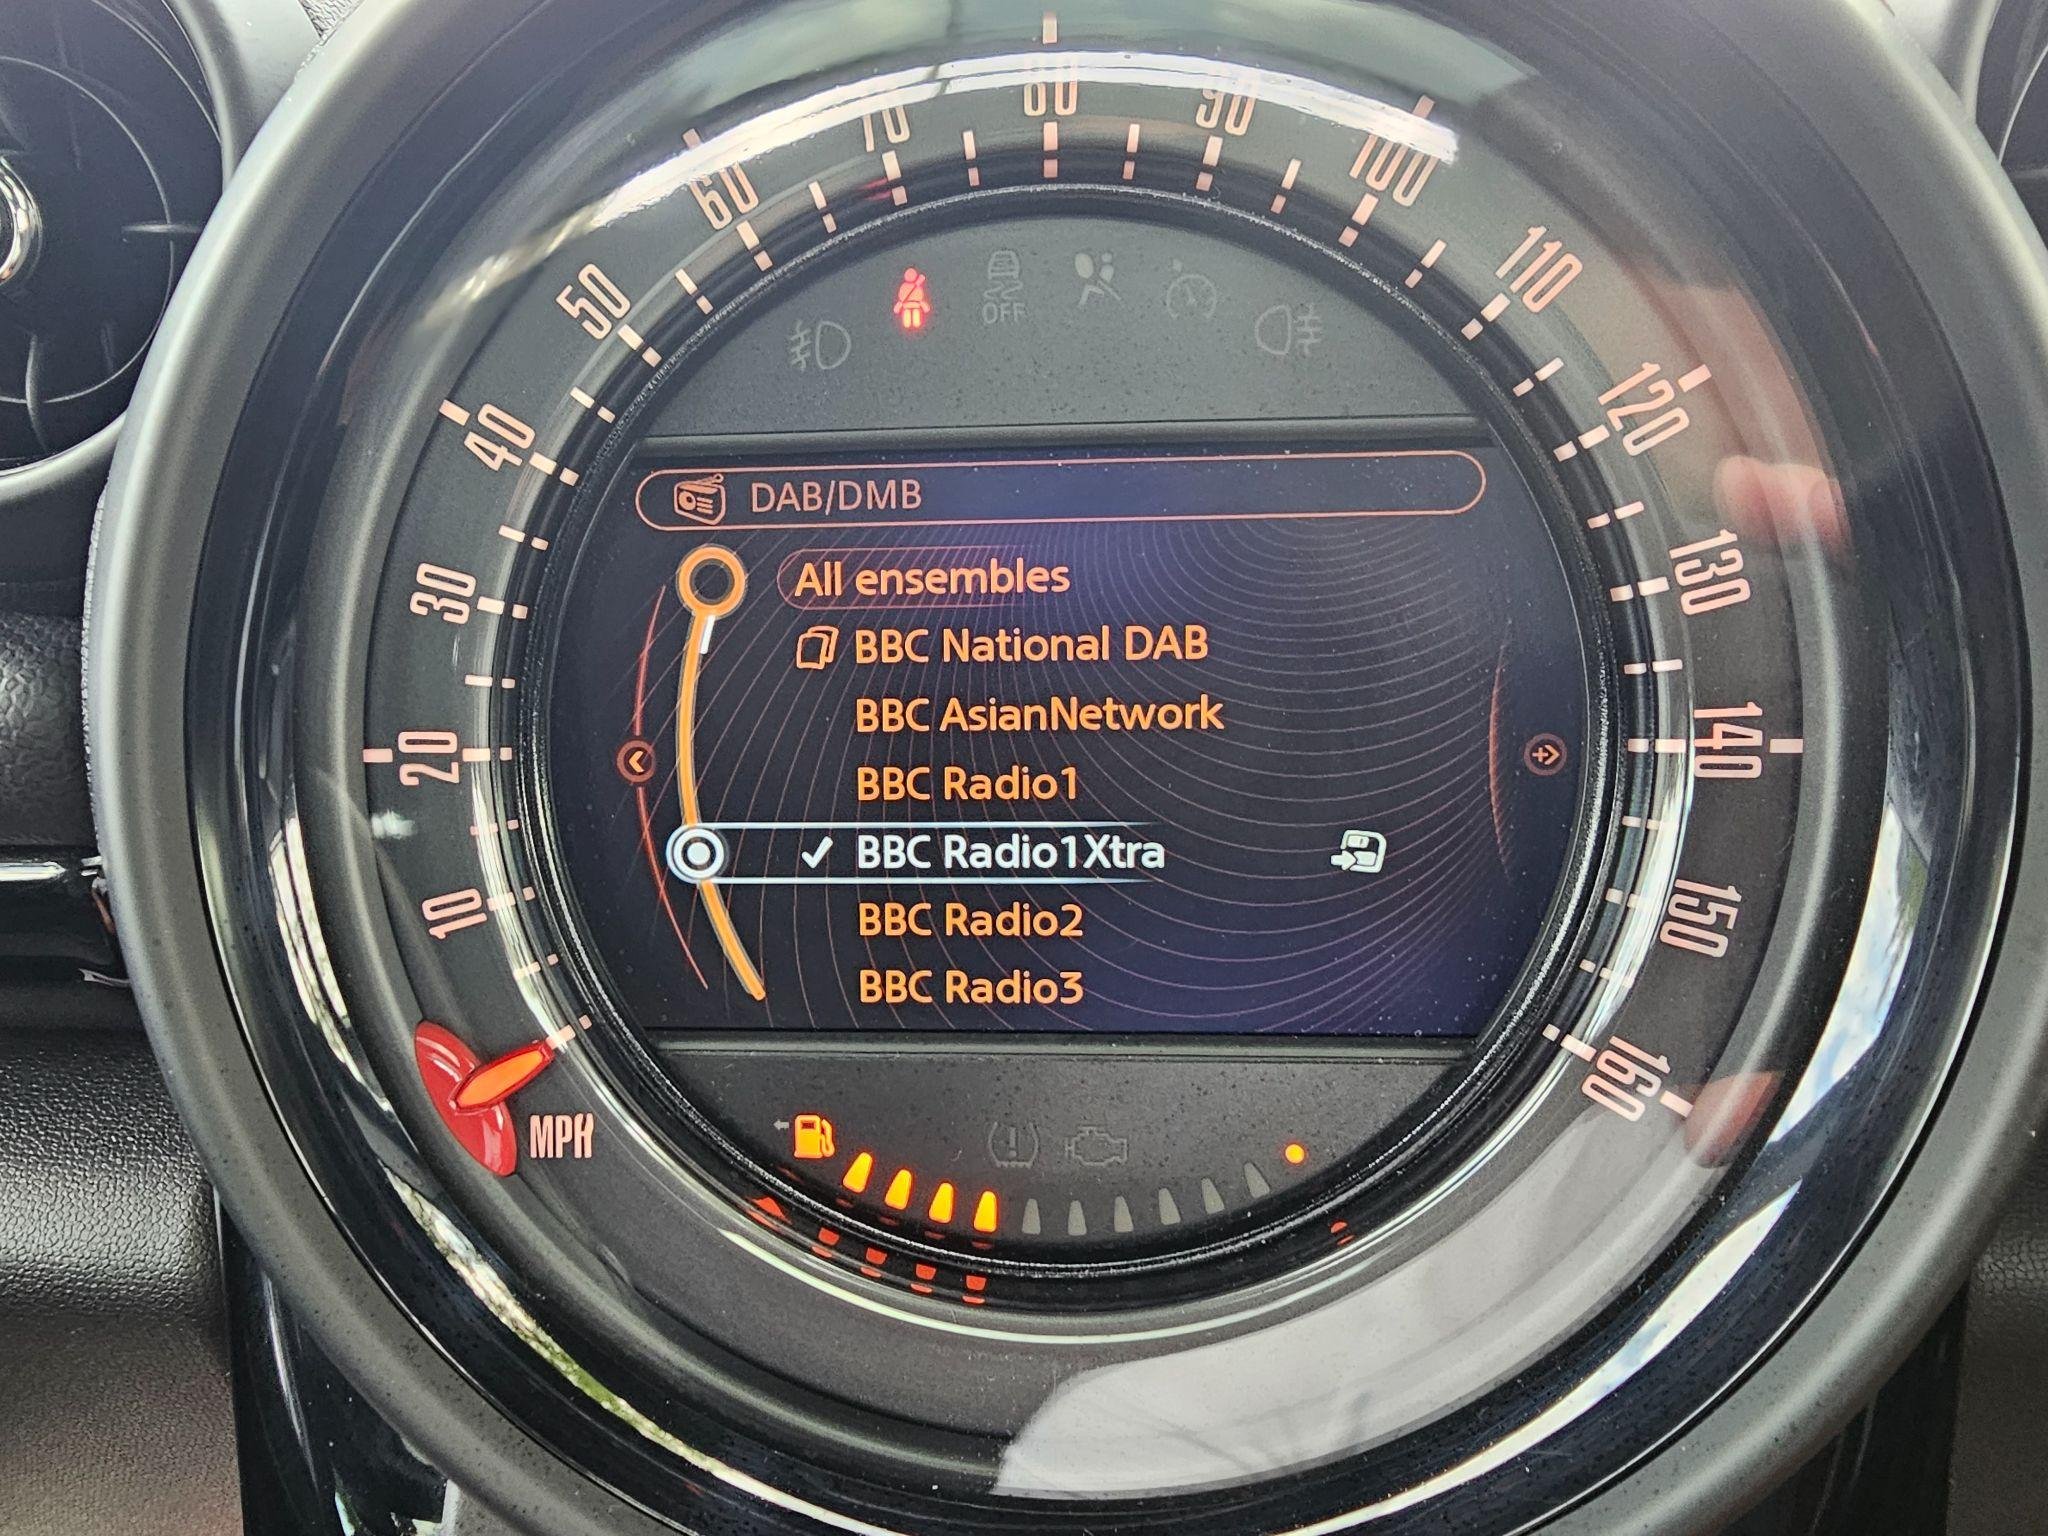 10
20
30
40
50
60
70
80
90
100
110
120
130
140
150
160
MPH
OFF
DAB/DMB
All ensembles
BBC National DAB
BBC AsianNetwork
BBC Radio1
BBC Radio1Xtra
BBC Radio2
BBC Radio3